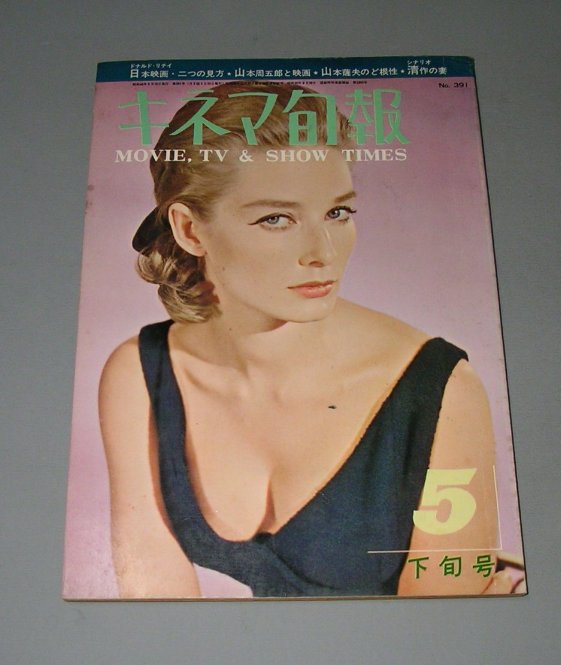 ドナルド・リチイ シナリオ
日本映画・二つの見方★山本周五郎と映画★山本薩夫のど根性★清作の妻
No. 391
キネマ旬報
MOVIE, TV & SHOW TIMES
5
下旬号